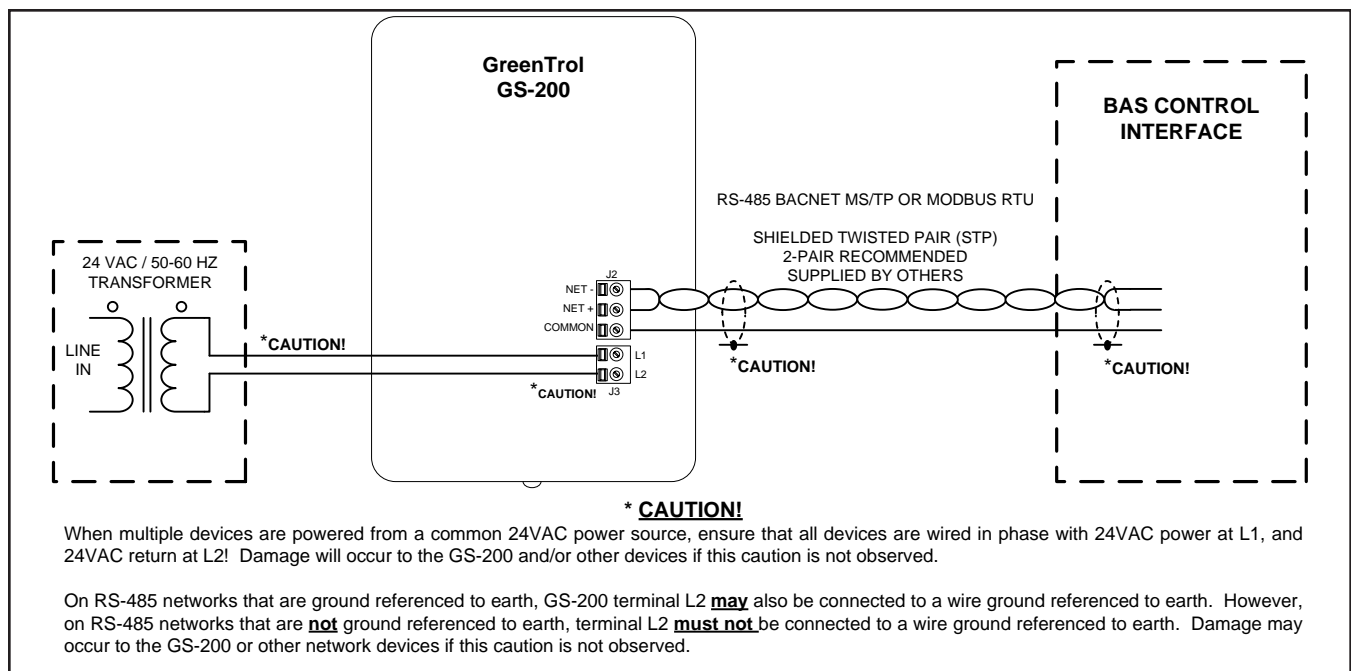 GreenTrol
GS-200
BAS CONTROL
INTERFACE
RS-485 BACNET MS/TP OR MODBUS RTU
SHIELDED TWISTED PAIR (STP)
2-PAIR RECOMMENDED
SUPPLIED BY OTHERS
24 VAC / 50-60 HZ
TRANSFORMER
LINE
IN
*CAUTION!
J2
NET -
NET +
COMMON
L1
L2
J3
*CAUTION!
*CAUTION!
*CAUTION!
* CAUTION!
When multiple devices are powered from a common 24VAC power source, ensure that all devices are wired in phase with 24VAC power at L1, and
24VAC return at L2! Damage will occur to the GS-200 and/or other devices if this caution is not observed.
On RS-485 networks that are ground referenced to earth, GS-200 terminal L2 may also be connected to a wire ground referenced to earth. However,
on RS-485 networks that are not ground referenced to earth, terminal L2 must not be connected to a wire ground referenced to earth. Damage may
occur to the GS-200 or other network devices if this caution is not observed.